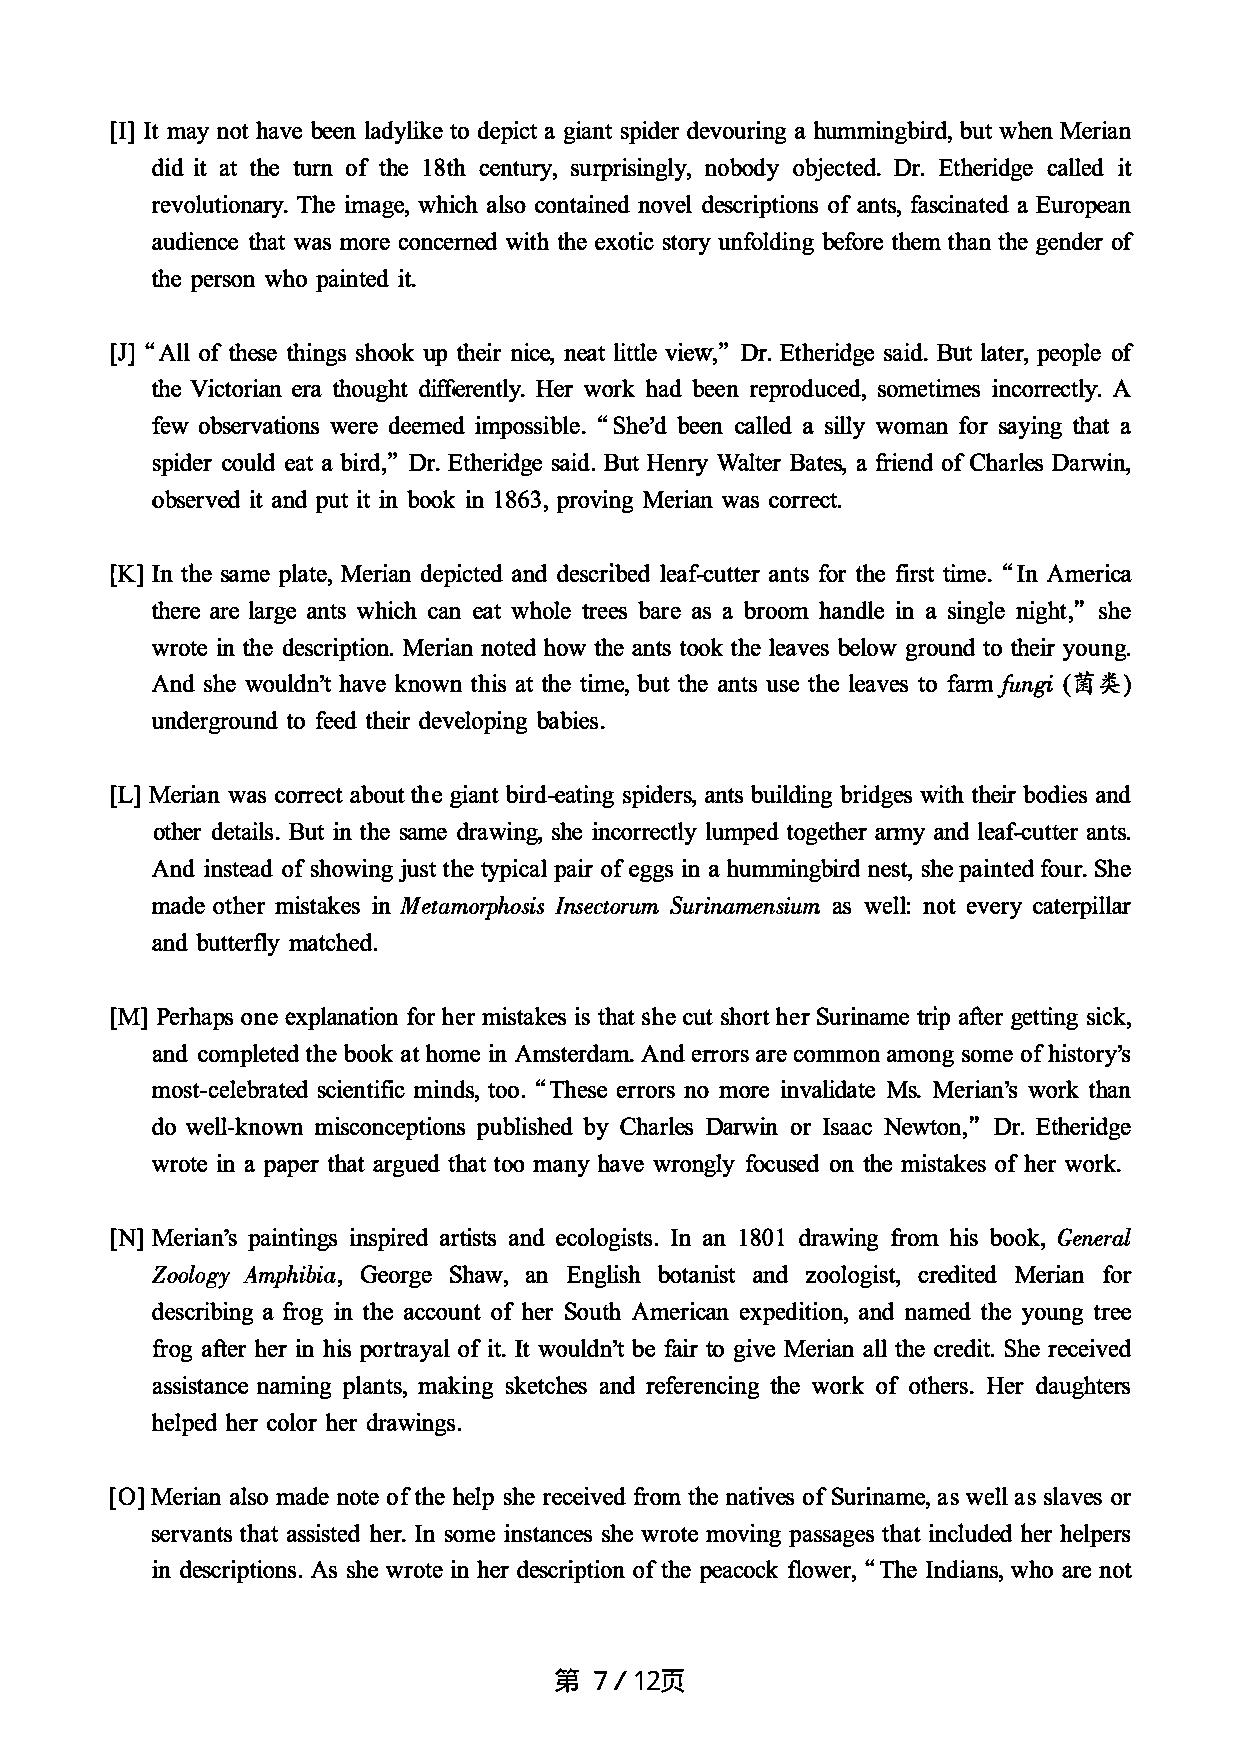 [I] It may not have been ladylike to depict a giant spider devouring a hummingbird, but when Merian
did it at the turn of the 18th century, surprisingly, nobody objected. Dr. Etheridge called it
revolutionary. The image, which also contained novel descriptions of ants, fascinated a European
audience that was more concerned with the exotic story unfolding before them than the gender of
the person who painted it.
[J] “All of these things shook up their nice, neat little view,” Dr. Etheridge said. But later, people of
the Victorian era thought differently. Her work had been reproduced, sometimes incorrectly. A
few observations were deemed impossible. “She’d been called a silly woman for saying that a
spider could eat a bird,” Dr. Etheridge said. But Henry Walter Bates, a friend of Charles Darwin,
observed it and put it in book in 1863, proving Merian was correct.
[K] In the same plate, Merian depicted and described leaf-cutter ants for the first time. “In America
there are large ants which can eat whole trees bare as a broom handle in a single night,” she
wrote in the description. Merian noted how the ants took the leaves below ground to their young.
And she wouldn’t have known this at the time, but the ants use the leaves to farm fungi (菌类)
underground to feed their developing babies.
[L] Merian was correct about the giant bird-eating spiders, ants building bridges with their bodies and
other details. But in the same drawing, she incorrectly lumped together army and leaf-cutter ants.
And instead of showing just the typical pair of eggs in a hummingbird nest, she painted four. She
made other mistakes in Metamorphosis Insectorum Surinamensium as well: not every caterpillar
and butterfly matched.
[M] Perhaps one explanation for her mistakes is that she cut short her Suriname trip after getting sick,
and completed the book at home in Amsterdam. And errors are common among some of history’s
most-celebrated scientific minds, too. “These errors no more invalidate Ms. Merian’s work than
do well-known misconceptions published by Charles Darwin or Isaac Newton,” Dr. Etheridge
wrote in a paper that argued that too many have wrongly focused on the mistakes of her work.
[N] Merian’s paintings inspired artists and ecologists. In an 1801 drawing from his book, General
Zoology Amphibia, George Shaw, an English botanist and zoologist, credited Merian for
describing a frog in the account of her South American expedition, and named the young tree
frog after her in his portrayal of it. It wouldn’t be fair to give Merian all the credit. She received
assistance naming plants, making sketches and referencing the work of others. Her daughters
helped her color her drawings.
[O] Merian also made note of the help she received from the natives of Suriname, as well as slaves or
servants that assisted her. In some instances she wrote moving passages that included her helpers
in descriptions. As she wrote in her description of the peacock flower, “The Indians, who are not
第 7 / 12页